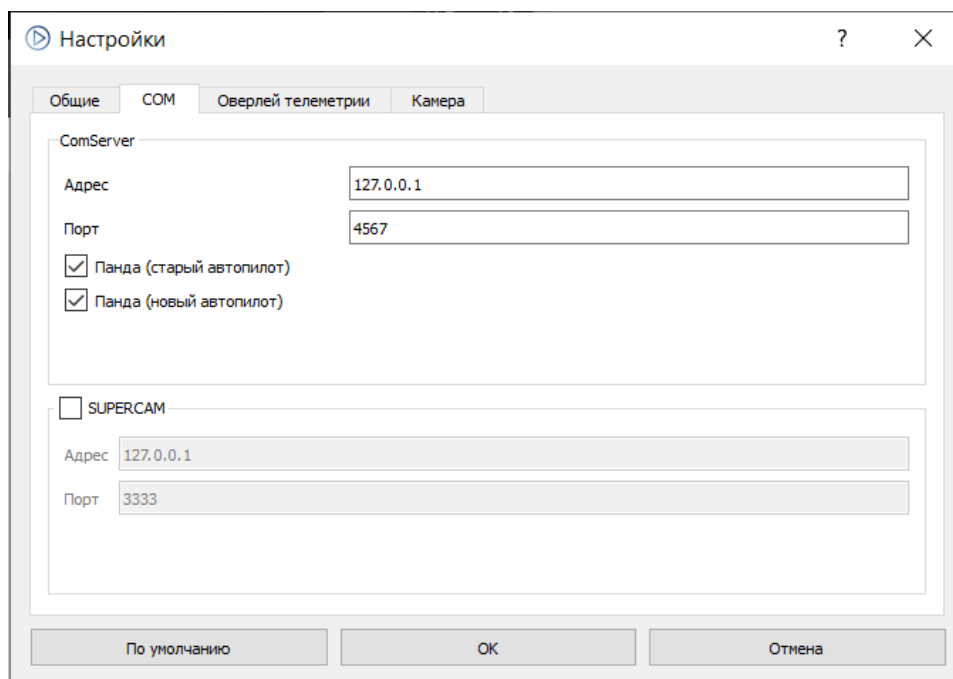 Настройки
?
Общие COM Оверлей телеметрии Камера
ComServer
Адрес 127.0.0.1
Порт 4567
Панда (старый автопилот)
Панда (новый автопилот)
SUPERCAM
Адрес 127.0.0.1
Порт 3333
По умолчанию OK Отмена